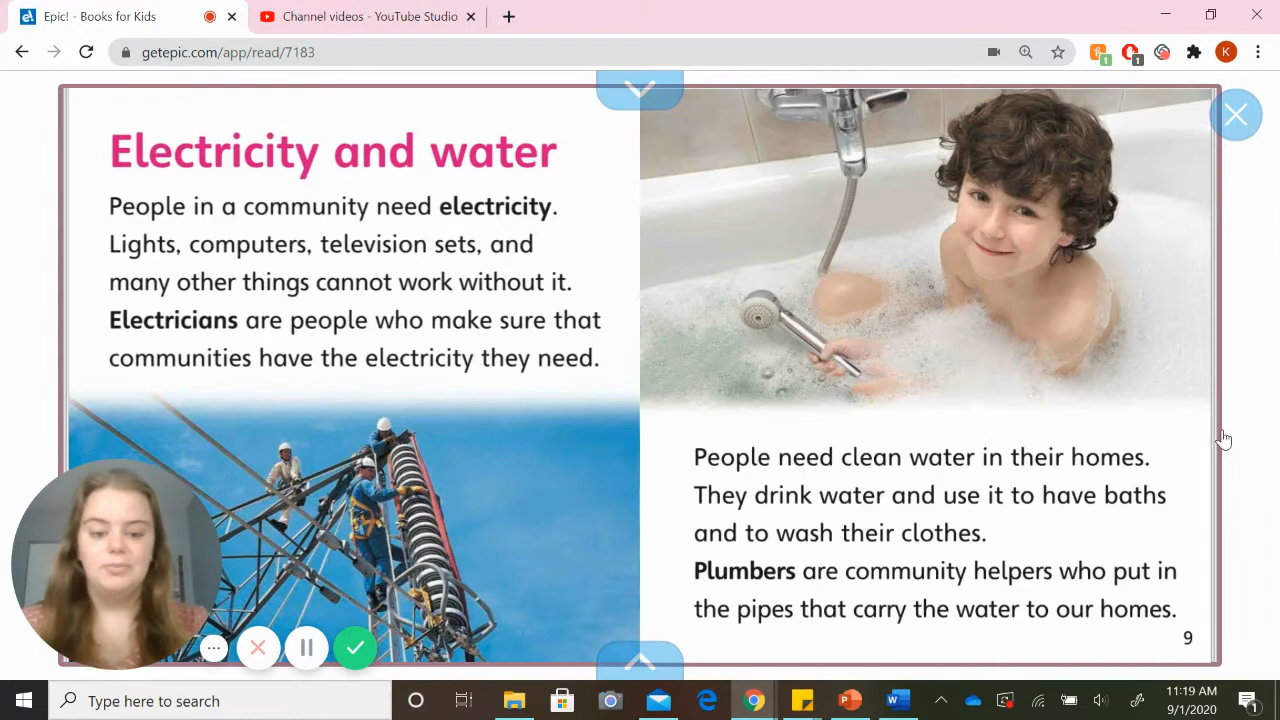 Epic! - Books for Kids
Channel videos - YouTube Studio
getepic.com/app/read/7183
K
1
1
Electricity and water
People in a community need electricity.
Lights, computers, television sets, and
many other things cannot work without it.
Electricians are people who make sure that
communities have the electricity they need.
People need clean water in their homes.
They drink water and use it to have baths
and to wash their clothes.
Plumbers are community helpers who put in
the pipes that carry the water to our homes.
9
Type here to search
11:19 AM
9/1/2020
1